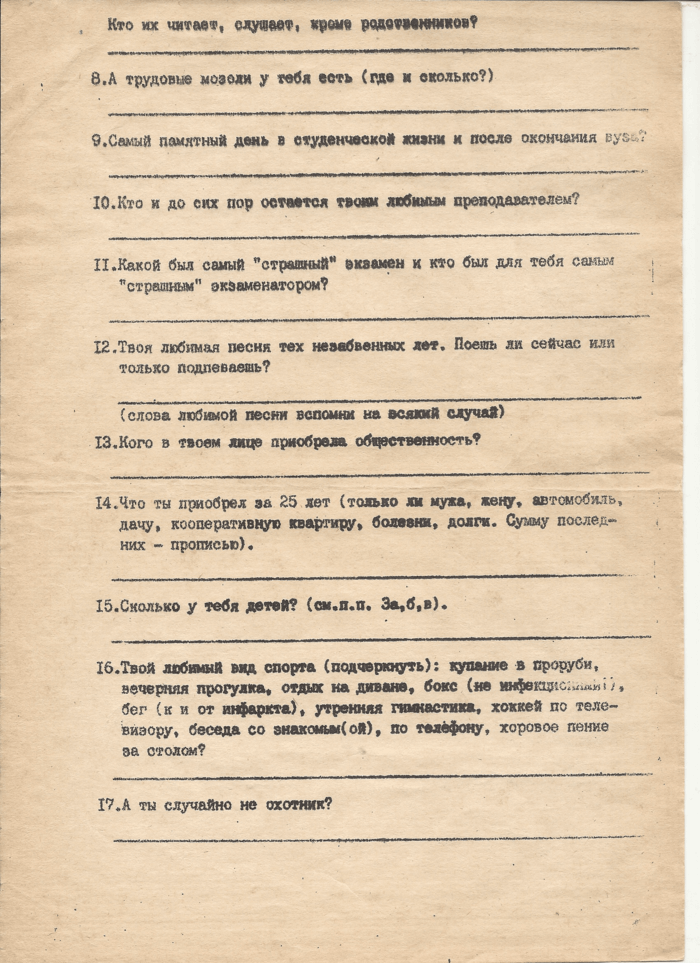 Кто их читает, слушает, кроме родственников?
8.А трудовые мозоли у тебя есть (где и сколько?)
9.Самый памятный день в студенческой жизни и после окончания вуза?
10.Кто и до сих пор остается твоим любимым преподавателем?
II.Какой был самый "страшный" экзамен и кто был для тебя самым
"страшным" экзаменатором?
I2.Твоя любимая песня тех незабвенных лет. Поешь ли сейчас или
только подпеваешь?
(слова любимой песни вспомни на всякий случай)
I3.Кого в твоем лице приобрела общественность?
I4.Что ты приобрел за 25 лет (только ли мужа, жену, автомобиль,
дачу, кооперативную квартиру, болезни, долги. Сумму послед-
них - прописью).
I5.Сколько у тебя детей? (см.п.п. 3а,б,в).
I6.Твой любимый вид спорта (подчеркнуть): купание в проруби,
вечерняя прогулка, отдых на диване, бокс (не инфекционный!),
бег (к и от инфаркта), утренняя гимнастика, хоккей по теле-
визору, беседа со знакомым(ой), по телефону, хоровое пение
за столом?
I7.А ты случайно не охотник?